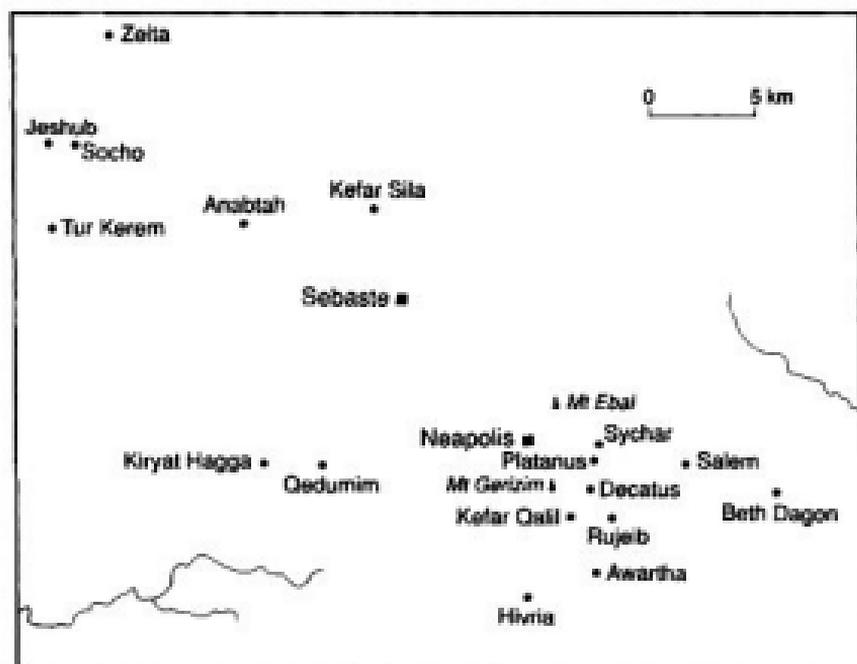 Zeita
0 5 km
Jeshub
Socho
Kefar Sila
Anabtah
Tur Kerem
Sebaste
Mt Ebal
Neapolis
Sychar
Kiryat Hagga
Platanus
Salem
Qedumim
Mt Gerizim
Decatus
Beth Dagon
Kefar Qalil
Rujeib
Awartha
Hivria